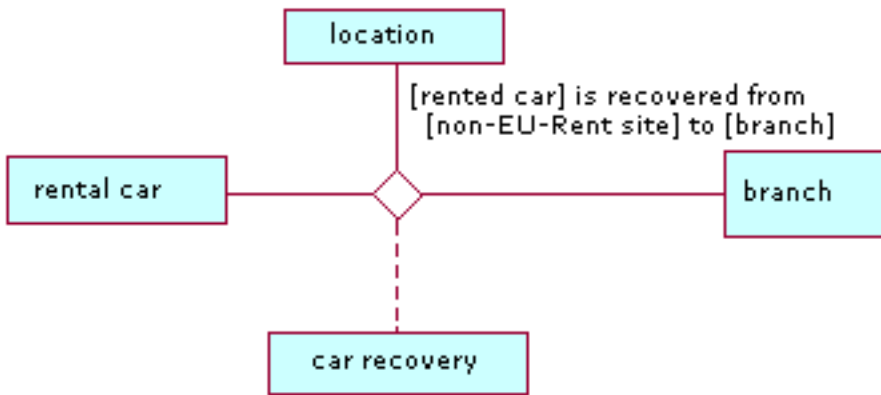 location
[rented car] is recovered from
[non-EU-Rent site] to [branch]
rental car
branch
car recovery